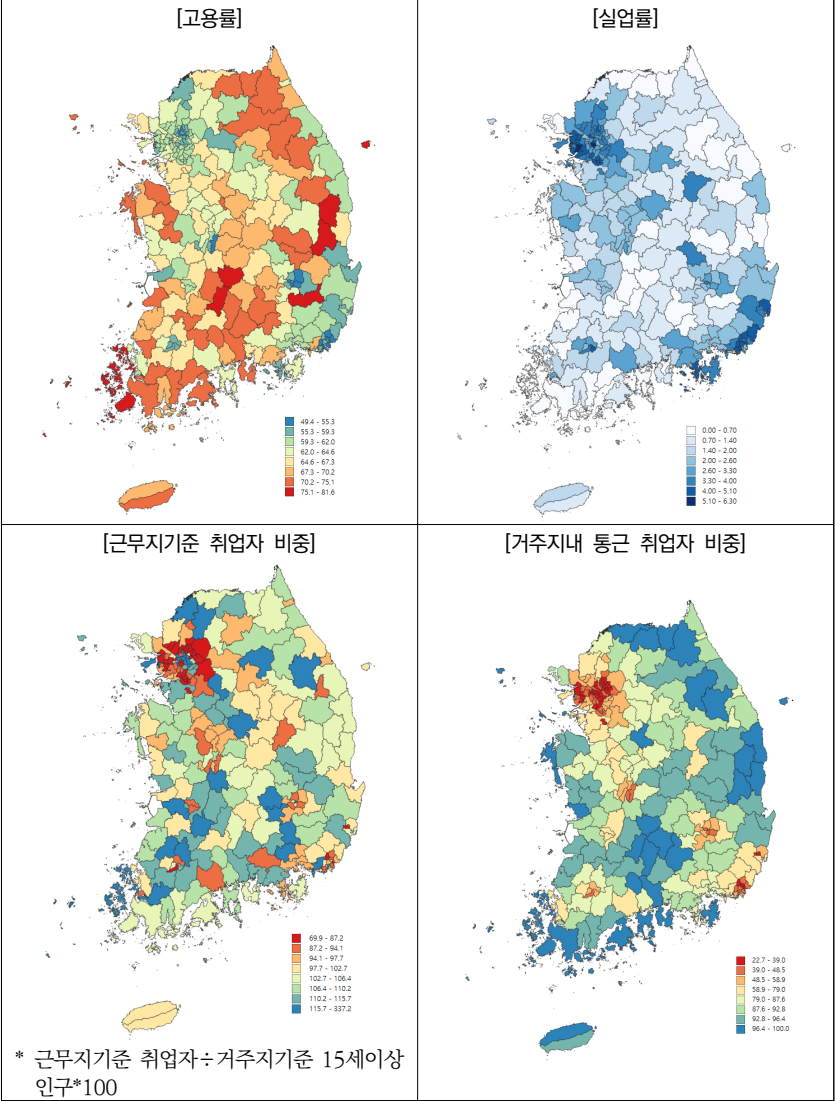 [고용률]
49.4 - 55.3
55.3 - 59.3
59.3 - 62.0
62.0 - 64.6
64.6 - 67.3
67.3 - 70.2
70.2 - 75.1
75.1 - 81.6
[실업률]
0.00 - 0.70
0.70 - 1.40
1.40 - 2.00
2.00 - 2.60
2.60 - 3.30
3.30 - 4.00
4.00 - 5.10
5.10 - 6.30
[근무지기준 취업자 비중]
69.9 - 87.2
87.2 - 94.1
94.1 - 97.7
97.7 - 102.7
102.7 - 106.4
106.4 - 110.2
110.2 - 115.7
115.7 - 337.2
* 근무지기준 취업자÷거주지기준 15세이상
인구*100
[거주지내 통근 취업자 비중]
22.7 - 39.0
39.0 - 48.5
48.5 - 58.9
58.9 - 79.0
79.0 - 87.6
87.6 - 92.8
92.8 - 96.4
96.4 - 100.0